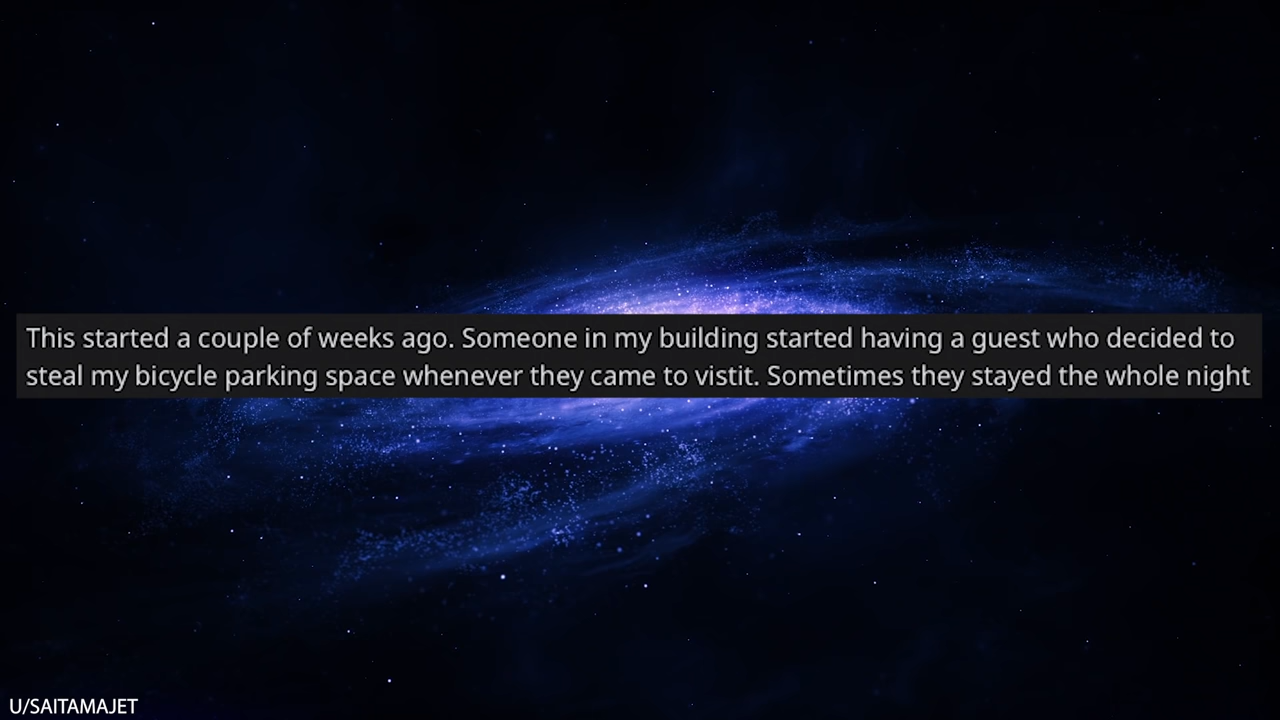 This started a couple of weeks ago. Someone in my building started having a guest who decided to
steal my bicycle parking space whenever they came to vistit. Sometimes they stayed the whole night
U/SAITAMAJET